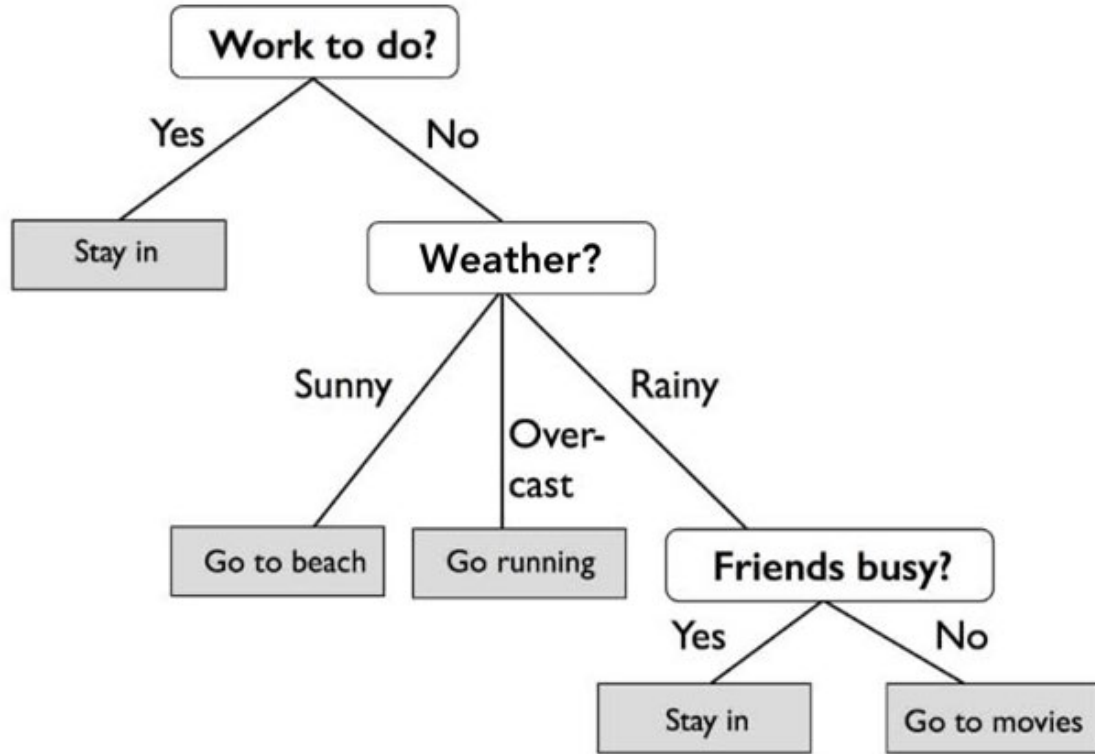 Work to do?
Yes
No
Stay in
Weather?
Sunny
Over-
cast
Rainy
Go to beach
Go running
Friends busy?
Yes
No
Stay in
Go to movies